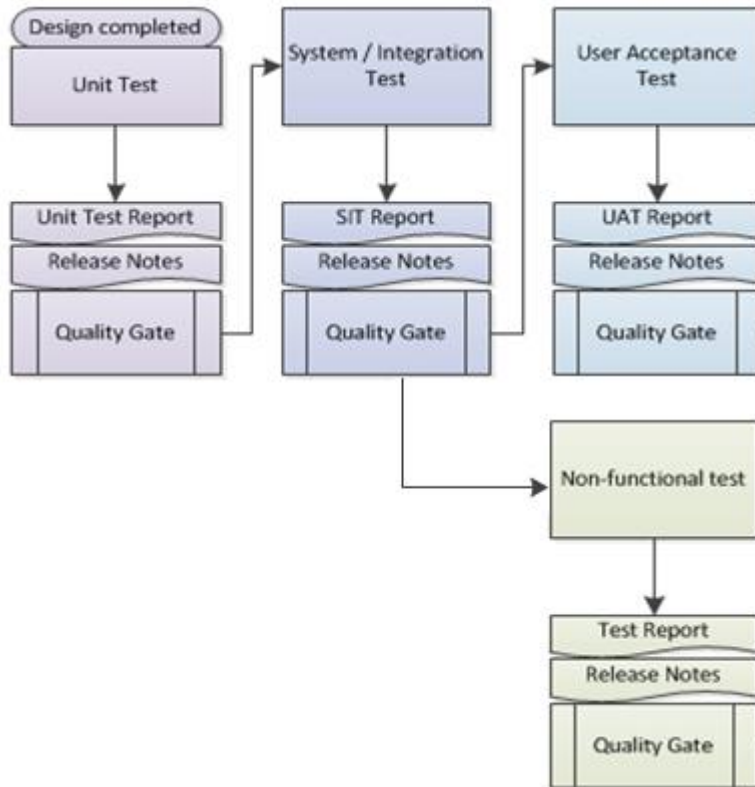 Design completed
Unit Test
Unit Test Report
Release Notes
Quality Gate
System / Integration
Test
SIT Report
Release Notes
Quality Gate
User Acceptance
Test
UAT Report
Release Notes
Quality Gate
Non-functional test
Test Report
Release Notes
Quality Gate